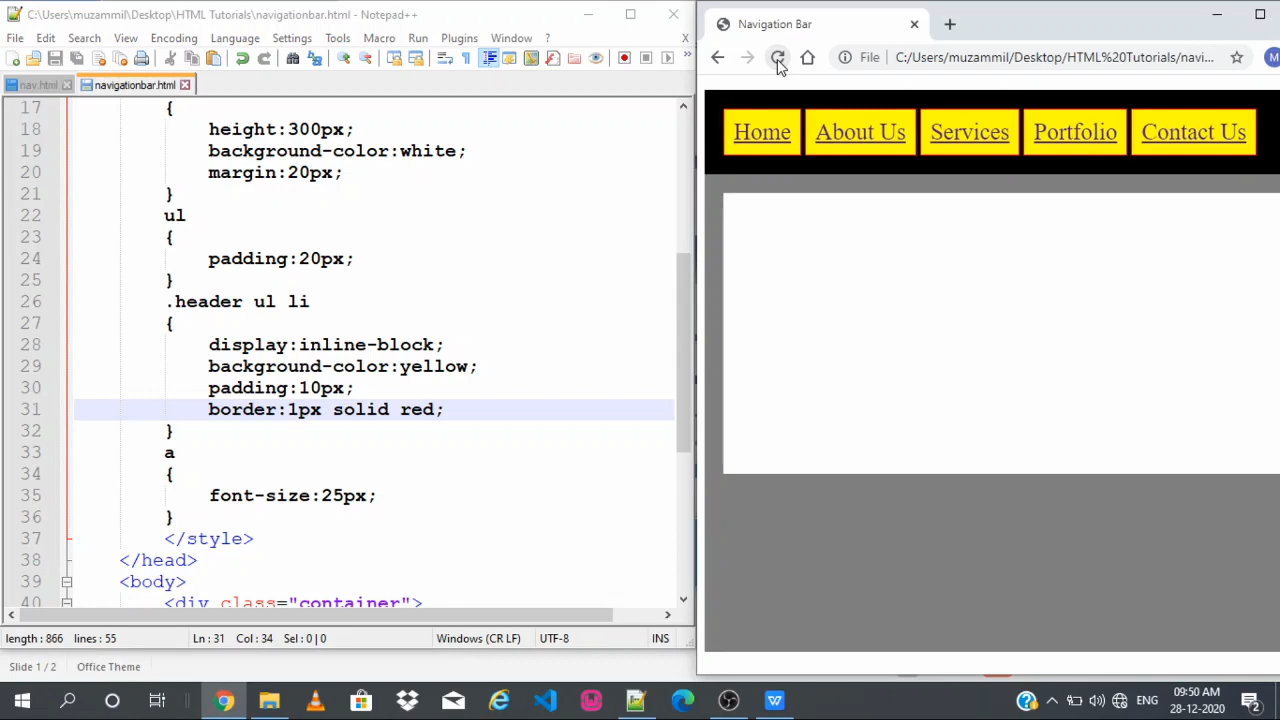 C:\Users\muzammil\Desktop\HTML Tutorials\navigationbar.html - Notepad++
File Edit Search View Encoding Language Settings Tools Macro Run Plugins Window ? X
nav.html navigationbar.html
17 {
18 height:300px;
19 background-color:white;
20 margin:20px;
21 }
22 ul
23 {
24 padding:20px;
25 }
26 .header ul li
27 {
28 display:inline-block;
29 background-color:yellow;
30 padding:10px;
31 border:1px solid red;
32 }
33 a
34 {
35 font-size:25px;
36 }
37 </style>
38 </head>
39 <body>
40 <div class="container">
length : 866 lines : 55 Ln : 31 Col : 34 Sel : 0 | 0 Windows (CR LF) UTF-8 INS
Slide 1 / 2 Office Theme
Navigation Bar
File C:/Users/muzammil/Desktop/HTML%20Tutorials/navi... M
Home About Us Services Portfolio Contact Us
ENG
09:50 AM
28-12-2020
2